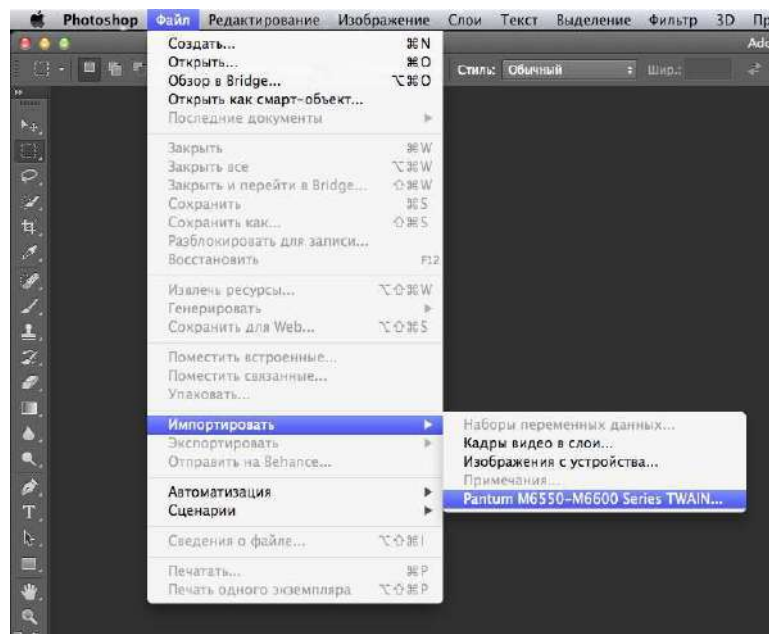 Photoshop Файл Редактирование Изображение Слои Текст Выделение Фильтр 3D Пр
Ado
Стиль: Обычный Шир.:
Создать... ⌘N
Открыть... ⌘O
Обзор в Bridge... ⌥⌘O
Открыть как смарт-объект...
Последние документы
Закрыть ⌘W
Закрыть все ⌥⌘W
Закрыть и перейти в Bridge... ⇧⌘W
Сохранить ⌘S
Сохранить как... ⇧⌘S
Разблокировать для записи...
Восстановить F12
Извлечь ресурсы... ⌥⇧⌘W
Генерировать
Сохранить для Web... ⌥⇧⌘S
Поместить встроенные...
Поместить связанные...
Упаковать...
Импортировать
Экспортировать
Отправить на Behance...
Автоматизация
Сценарии
Сведения о файле... ⌥⇧⌘I
Печатать... ⌘P
Печать одного экземпляра ⌥⇧⌘P
Наборы переменных данных...
Кадры видео в слои...
Изображения с устройства...
Примечания...
Pantum M6550-M6600 Series TWAIN...